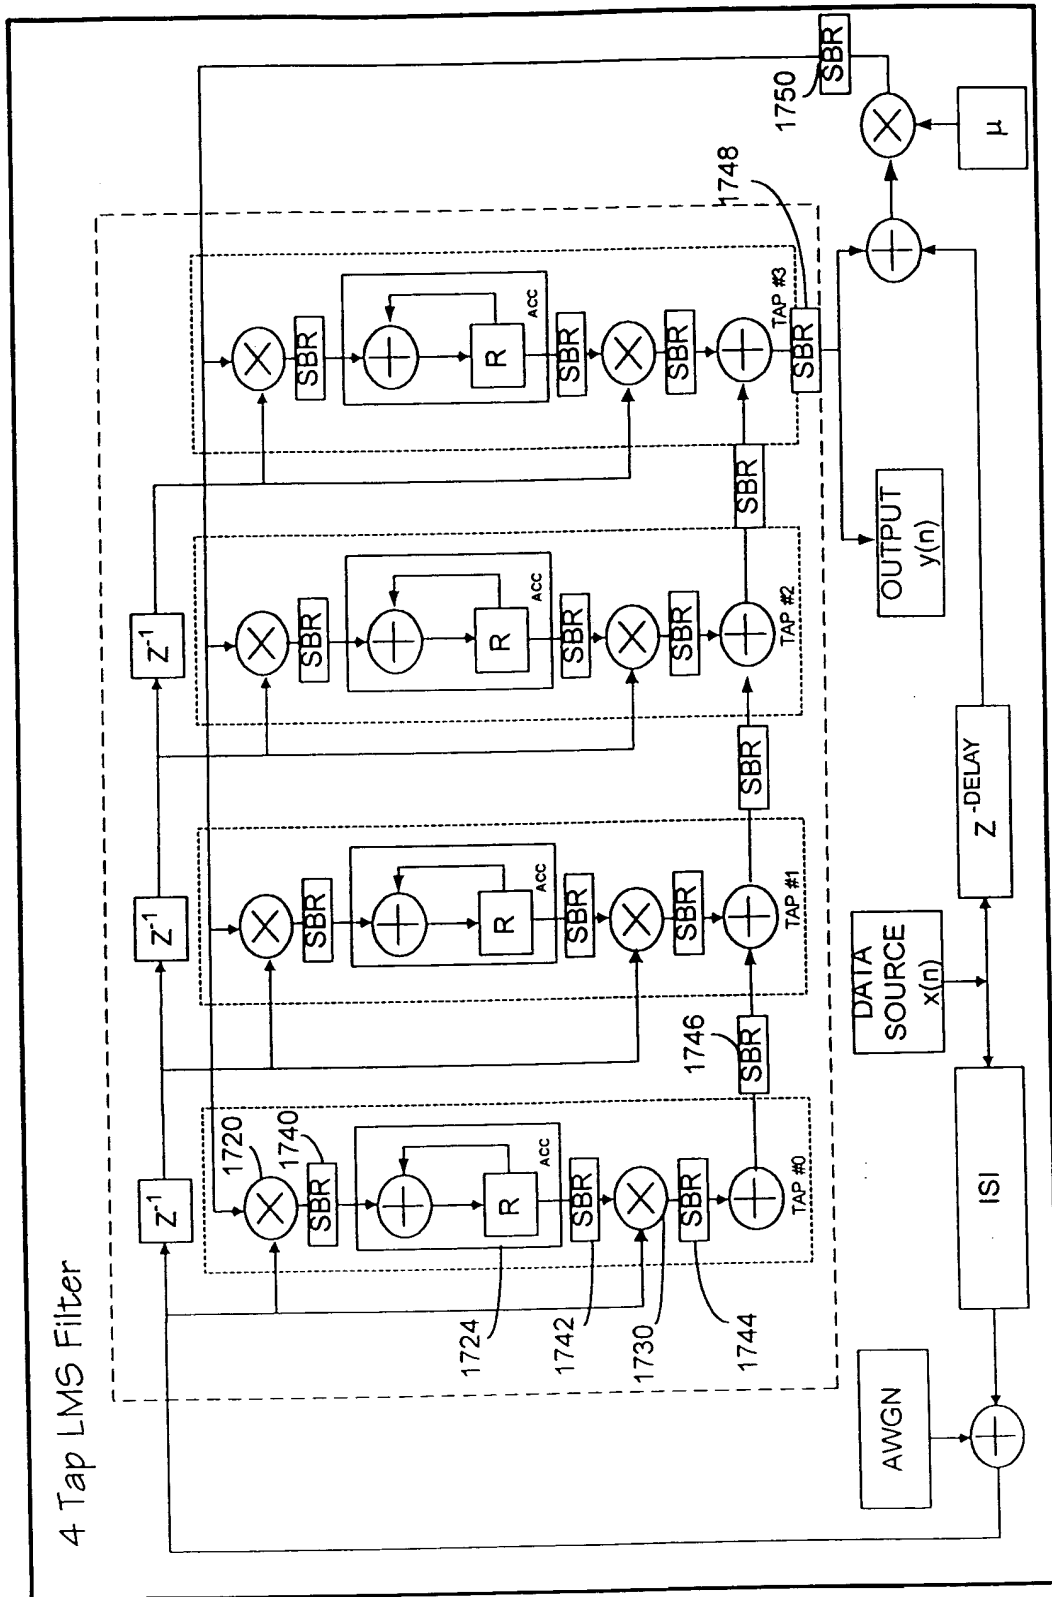 4 Tap LMS Filter
Z⁻¹
Z⁻¹
Z⁻¹
1720
1740
SBR
SBR
SBR
SBR
R
ACC
R
ACC
R
ACC
R
ACC
1724
1742
SBR
SBR
SBR
SBR
1730
1744
SBR
SBR
SBR
SBR
1746
SBR
SBR
SBR
TAP #0
TAP #1
TAP #2
TAP #3
1748
SBR
1750
SBR
μ
AWGN
ISI
DATA
SOURCE
x(n)
Z⁻ᴰᴱᴸᴬʸ
OUTPUT
y(n)